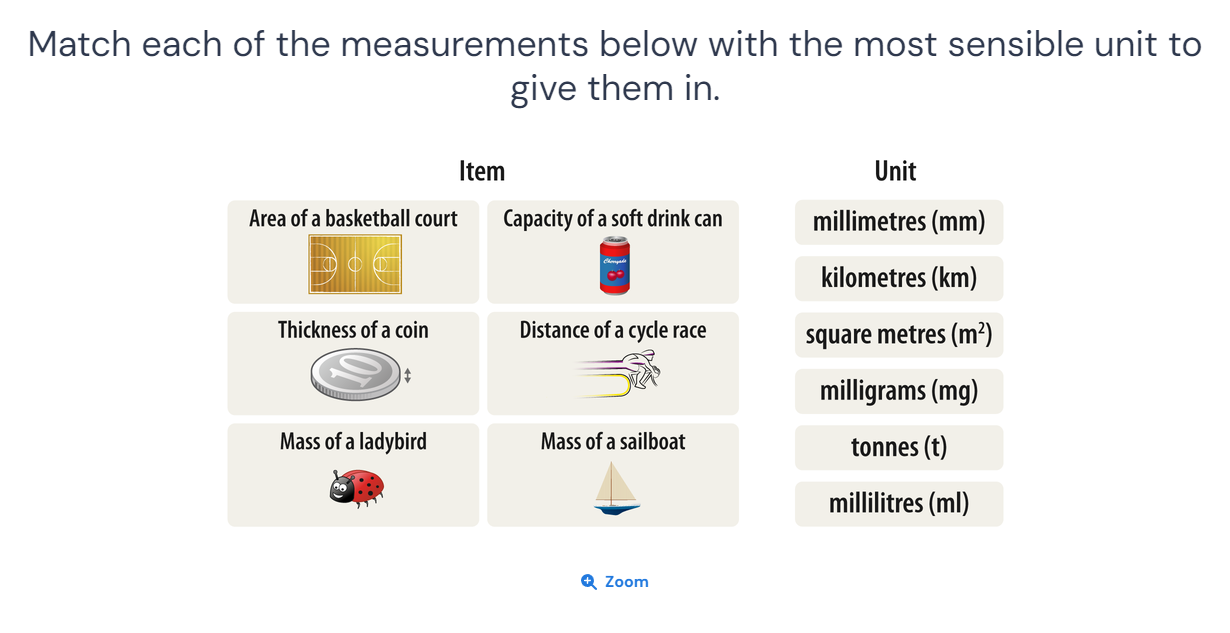 Match each of the measurements below with the most sensible unit to
give them in.
Item
Unit
Area of a basketball court
Capacity of a soft drink can
Cherryade
Thickness of a coin
10
Distance of a cycle race
Mass of a ladybird
Mass of a sailboat
millimetres (mm)
kilometres (km)
square metres (m²)
milligrams (mg)
tonnes (t)
millilitres (ml)
Zoom